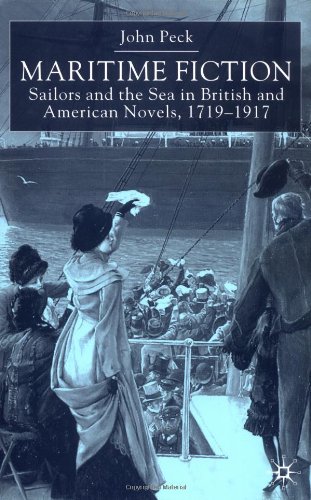 John Peck
MARITIME FICTION
Sailors and the Sea in British and
American Novels, 1719–1917